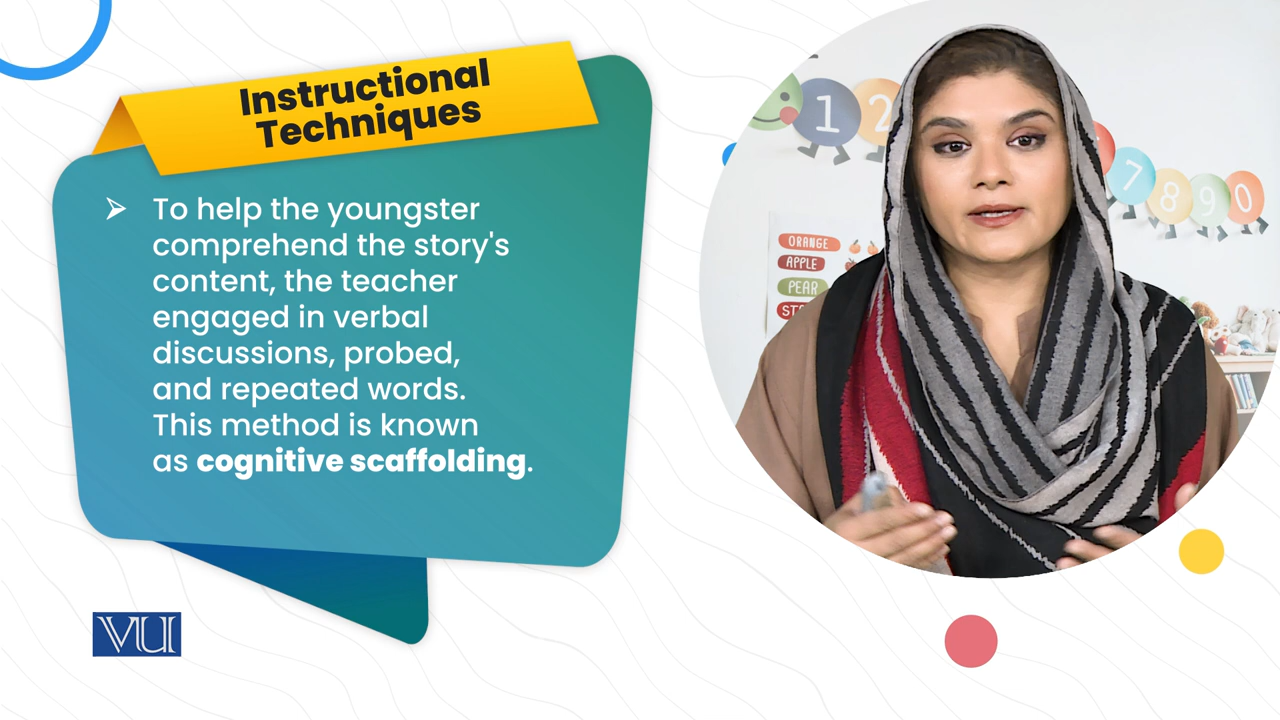 Instructional
Techniques
To help the youngster
comprehend the story's
content, the teacher
engaged in verbal
discussions, probed,
and repeated words.
This method is known
as cognitive scaffolding.
VU
1 2
7 8 9 0
ORANGE
APPLE
PEAR